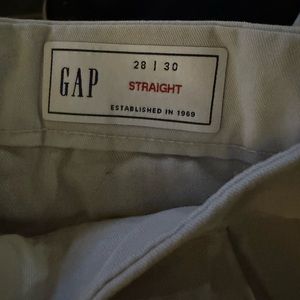 GAP
28 | 30
STRAIGHT
ESTABLISHED IN 1969